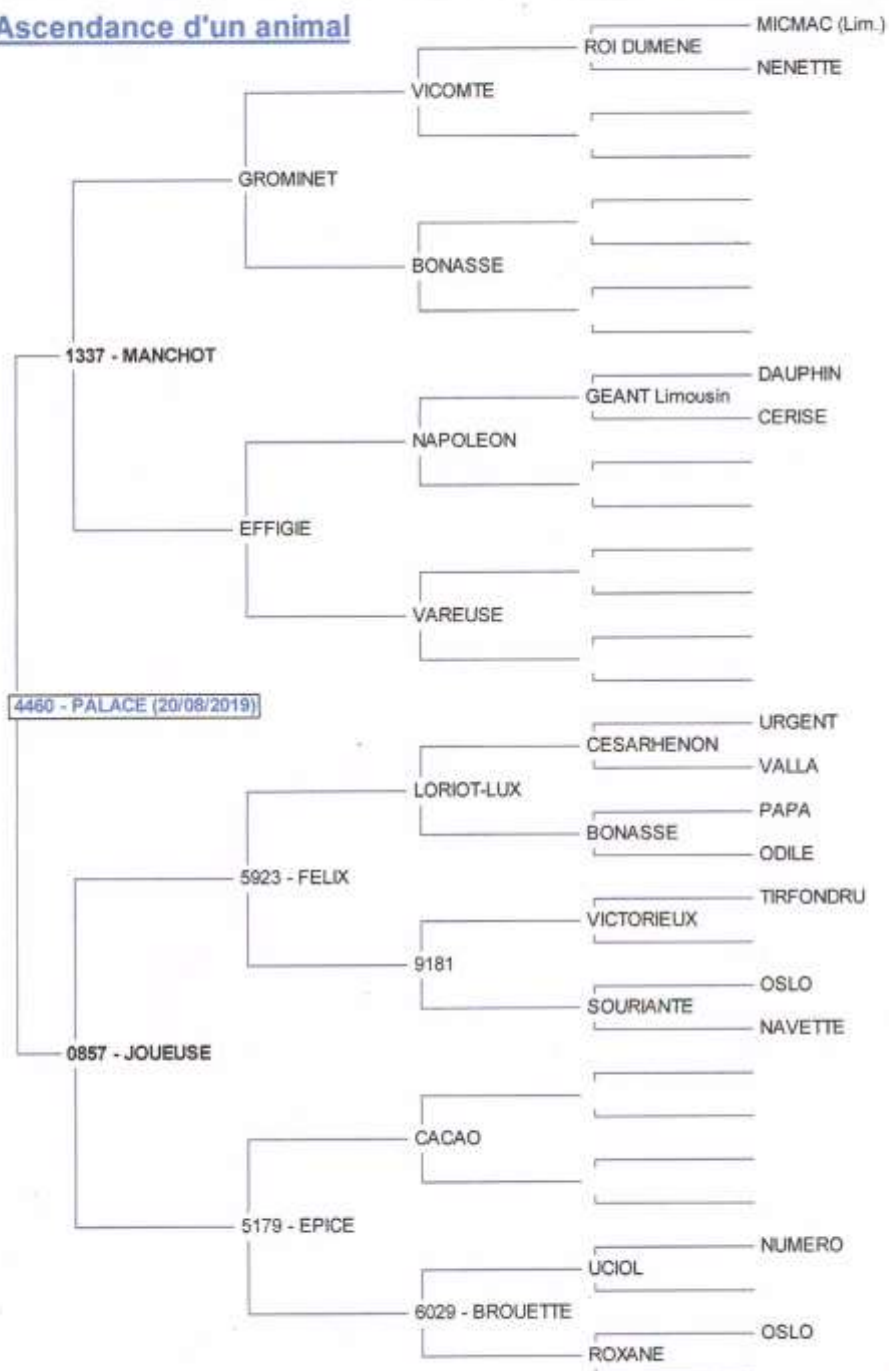 Ascendance d'un animal
MICMAC (Lim.)
ROI DUMENE
NENETTE
VICOMTE
GROMINET
BONASSE
1337 - MANCHOT
DAUPHIN
GEANT Limousin
CERISE
NAPOLEON
EFFIGIE
VAREUSE
4460 - PALACE (20/08/2019)
URGENT
CESARHENON
VALLA
LORIOT-LUX
PAPA
BONASSE
ODILE
5923 - FELIX
TIRFONDRU
VICTORIEUX
9181
OSLO
SOURIANTE
NAVETTE
0857 - JOUEUSE
CACAO
5179 - EPICE
NUMERO
UCIOL
6029 - BROUETTE
OSLO
ROXANE